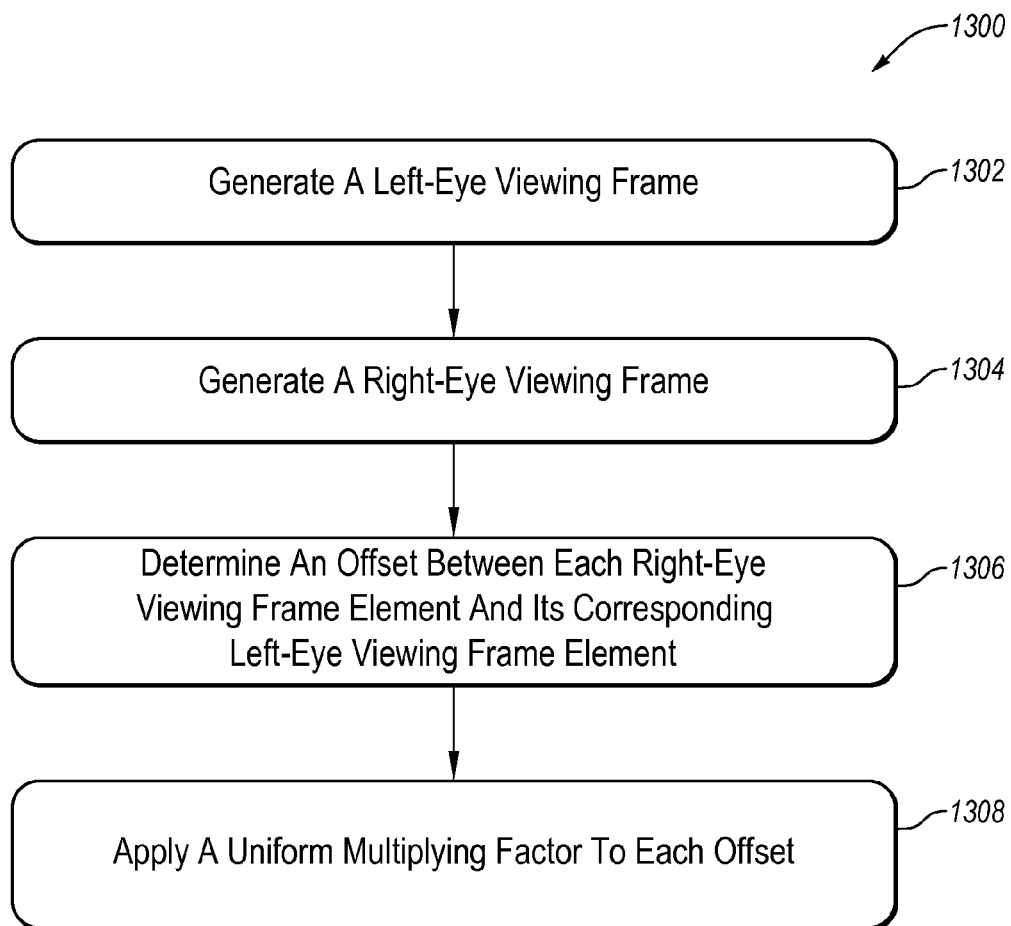 1300
Generate A Left-Eye Viewing Frame
1302
Generate A Right-Eye Viewing Frame
1304
Determine An Offset Between Each Right-Eye
Viewing Frame Element And Its Corresponding
Left-Eye Viewing Frame Element
1306
Apply A Uniform Multiplying Factor To Each Offset
1308